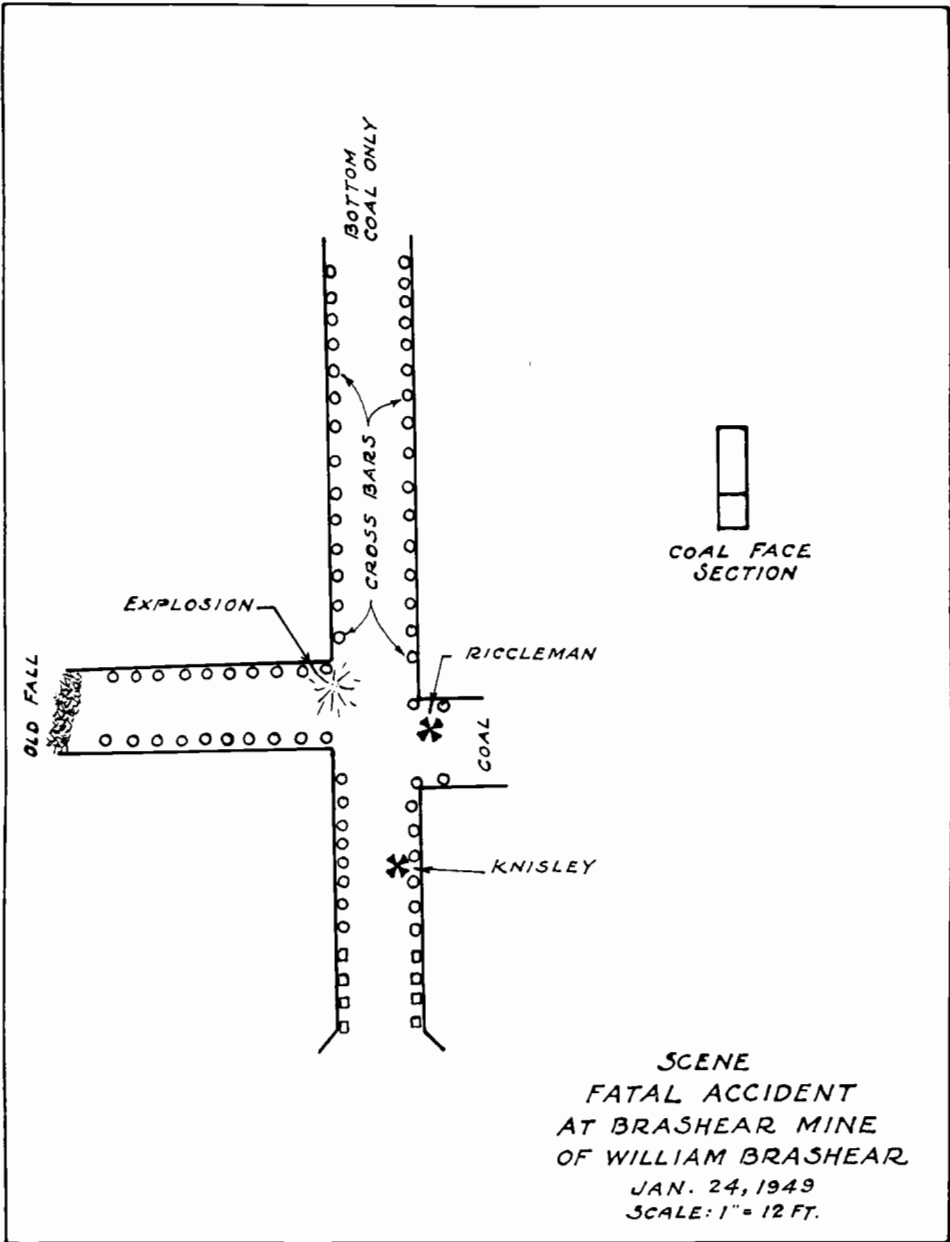 BOTTOM
COAL ONLY
CROSS BARS
COAL FACE
SECTION
EXPLOSION
RICCLEMAN
OLD FALL
COAL
KNISLEY
SCENE
FATAL ACCIDENT
AT BRASHEAR MINE
OF WILLIAM BRASHEAR
JAN. 24, 1949
SCALE: 1" = 12 FT.